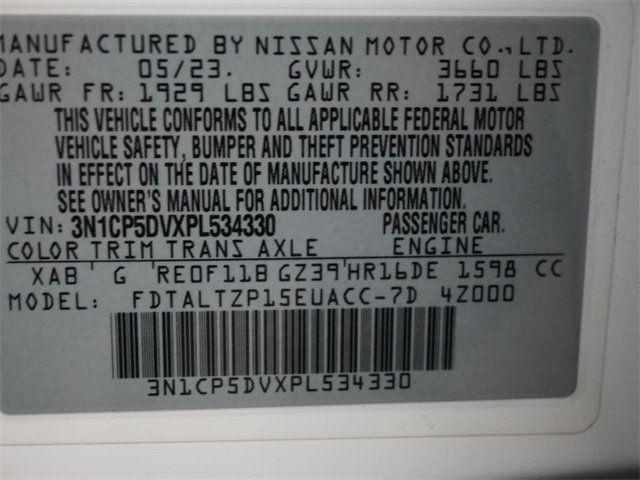 MANUFACTURED BY NISSAN MOTOR CO.,LTD.
DATE: 05/23. GVWR: 3660 LBS
GAWR FR: 1929 LBS GAWR RR: 1731 LBS
THIS VEHICLE CONFORMS TO ALL APPLICABLE FEDERAL MOTOR
VEHICLE SAFETY, BUMPER AND THEFT PREVENTION STANDARDS
IN EFFECT ON THE DATE OF MANUFACTURE SHOWN ABOVE.
SEE OWNER'S MANUAL FOR ADDITIONAL INFORMATION.
VIN: 3N1CP5DVXPL534330 PASSENGER CAR.
COLOR TRIM TRANS AXLE ENGINE
XAB G RE0F11B GZ39 HR16DE 1598 CC
MODEL: FDTALTZP15EUACC-7D 4Z000
3N1CP5DVXPL534330